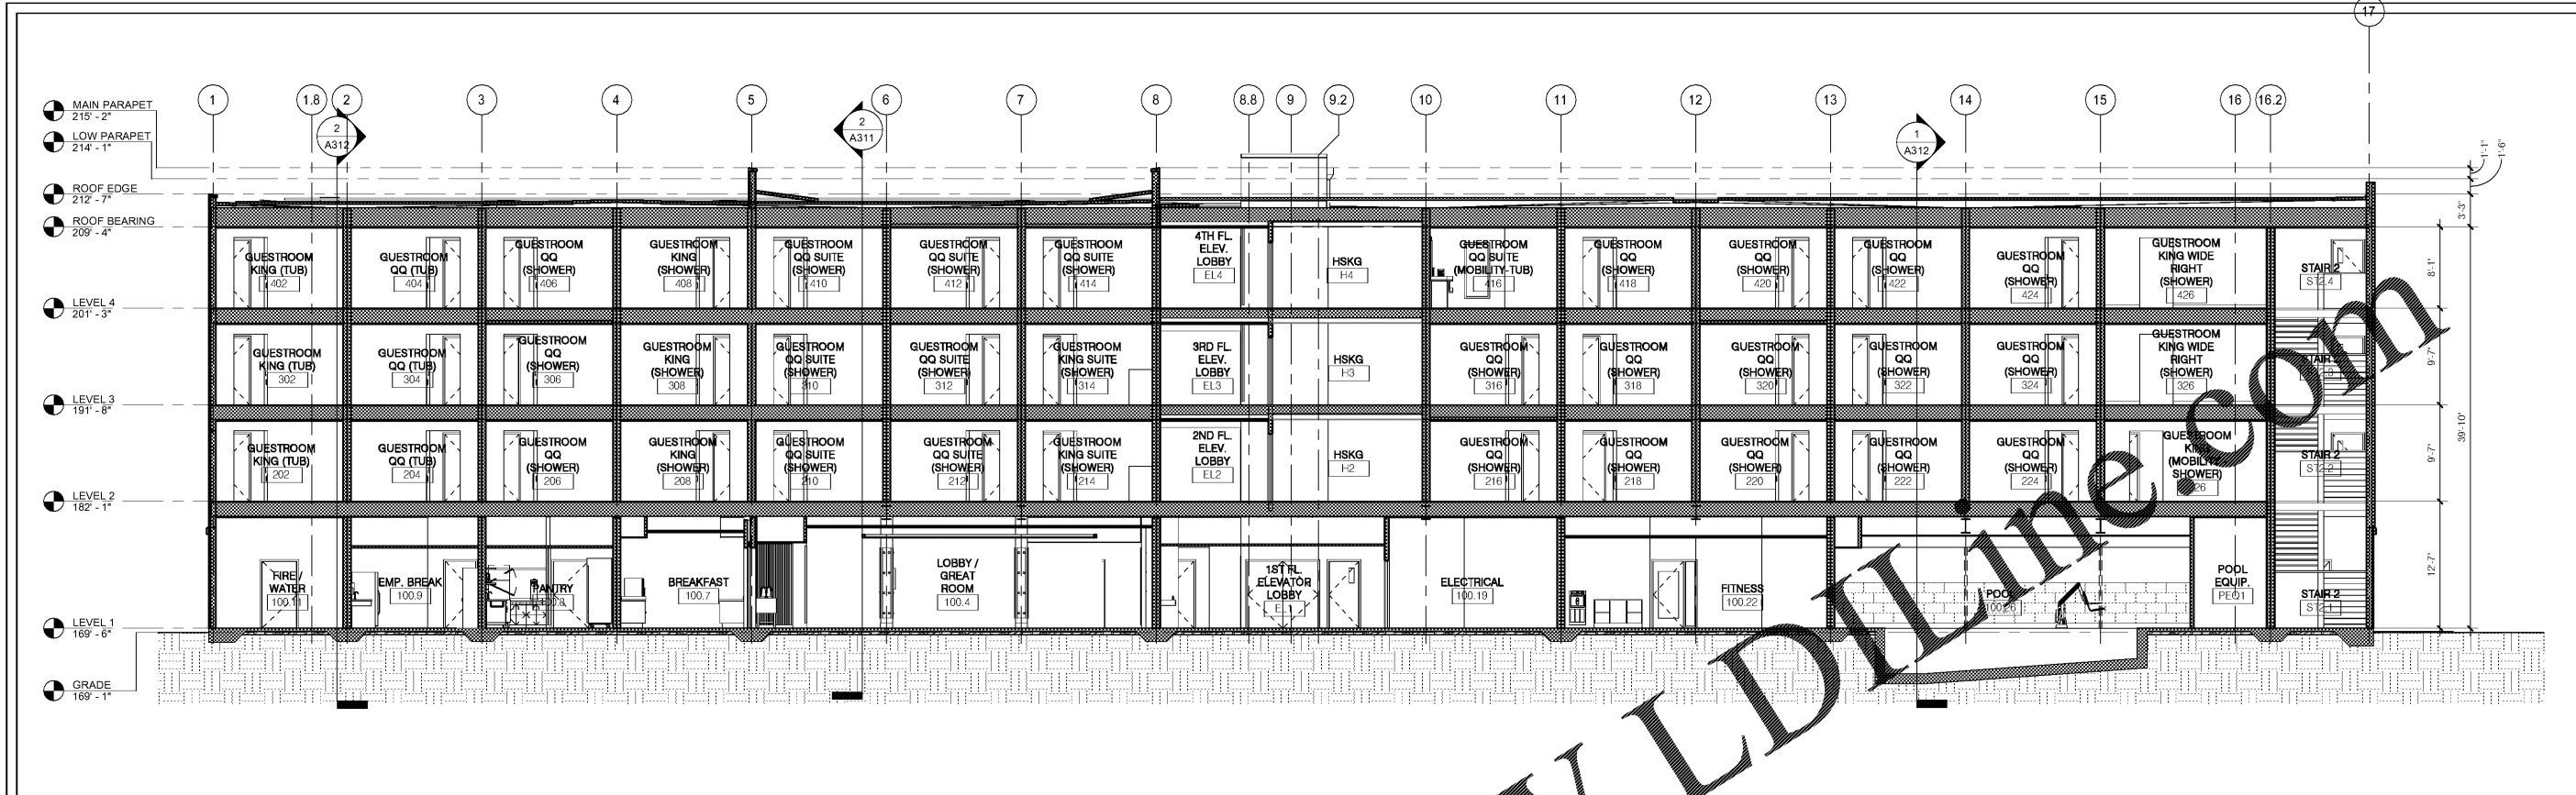 17
1
1.8
2
3
4
5
6
7
8
8.8
9
9.2
10
11
12
13
14
15
16
16.2
MAIN PARAPET
215' - 2"
LOW PARAPET
214' - 1"
ROOF EDGE
212' - 7"
ROOF BEARING
209' - 4"
LEVEL 4
201' - 3"
LEVEL 3
191' - 8"
LEVEL 2
182' - 1"
LEVEL 1
169' - 6"
GRADE
169' - 1"
2
A312
2
A311
1
A312
1'-1"
1'-6"
3'-3"
8'-1"
9'-7"
9'-7"
12'-7"
39'-10"
GUESTROOM
KING (TUB)
402
GUESTROOM
QQ (TUB)
404
GUESTROOM
QQ
(SHOWER)
406
GUESTROOM
KING
(SHOWER)
408
GUESTROOM
QQ SUITE
(SHOWER)
410
GUESTROOM
QQ SUITE
(SHOWER)
412
GUESTROOM
QQ SUITE
(SHOWER)
414
4TH FL.
ELEV.
LOBBY
EL4
HSKG
H4
GUESTROOM
QQ SUITE
(MOBILITY-TUB)
416
GUESTROOM
QQ
(SHOWER)
418
GUESTROOM
QQ
(SHOWER)
420
GUESTROOM
QQ
(SHOWER)
422
GUESTROOM
QQ
(SHOWER)
424
GUESTROOM
KING WIDE
RIGHT
(SHOWER)
426
STAIR 2
ST2.4
GUESTROOM
KING (TUB)
302
GUESTROOM
QQ (TUB)
304
GUESTROOM
QQ
(SHOWER)
306
GUESTROOM
KING
(SHOWER)
308
GUESTROOM
QQ SUITE
(SHOWER)
310
GUESTROOM
QQ SUITE
(SHOWER)
312
GUESTROOM
KING SUITE
(SHOWER)
314
3RD FL.
ELEV.
LOBBY
EL3
HSKG
H3
GUESTROOM
QQ
(SHOWER)
316
GUESTROOM
QQ
(SHOWER)
318
GUESTROOM
QQ
(SHOWER)
320
GUESTROOM
QQ
(SHOWER)
322
GUESTROOM
QQ
(SHOWER)
324
GUESTROOM
KING WIDE
RIGHT
(SHOWER)
326
STAIR 2
GUESTROOM
KING (TUB)
202
GUESTROOM
QQ (TUB)
204
GUESTROOM
QQ
(SHOWER)
206
GUESTROOM
KING
(SHOWER)
208
GUESTROOM
QQ SUITE
(SHOWER)
210
GUESTROOM
QQ SUITE
(SHOWER)
212
GUESTROOM
KING SUITE
(SHOWER)
214
2ND FL.
ELEV.
LOBBY
EL2
HSKG
H2
GUESTROOM
QQ
(SHOWER)
216
GUESTROOM
QQ
(SHOWER)
218
GUESTROOM
QQ
(SHOWER)
220
GUESTROOM
QQ
(SHOWER)
222
GUESTROOM
QQ
(SHOWER)
224
GUESTROOM
KING
(MOBILITY
SHOWER)
STAIR 2
ST2.2
FIRE /
WATER
100.11
EMP. BREAK
100.9
PANTRY
100.8
BREAKFAST
100.7
LOBBY /
GREAT
ROOM
100.4
1ST FL.
ELEVATOR
LOBBY
ELECTRICAL
100.19
FITNESS
100.22
POOL
100.26
POOL
EQUIP.
PEQ1
STAIR 2
ST2.1
LDILine.com